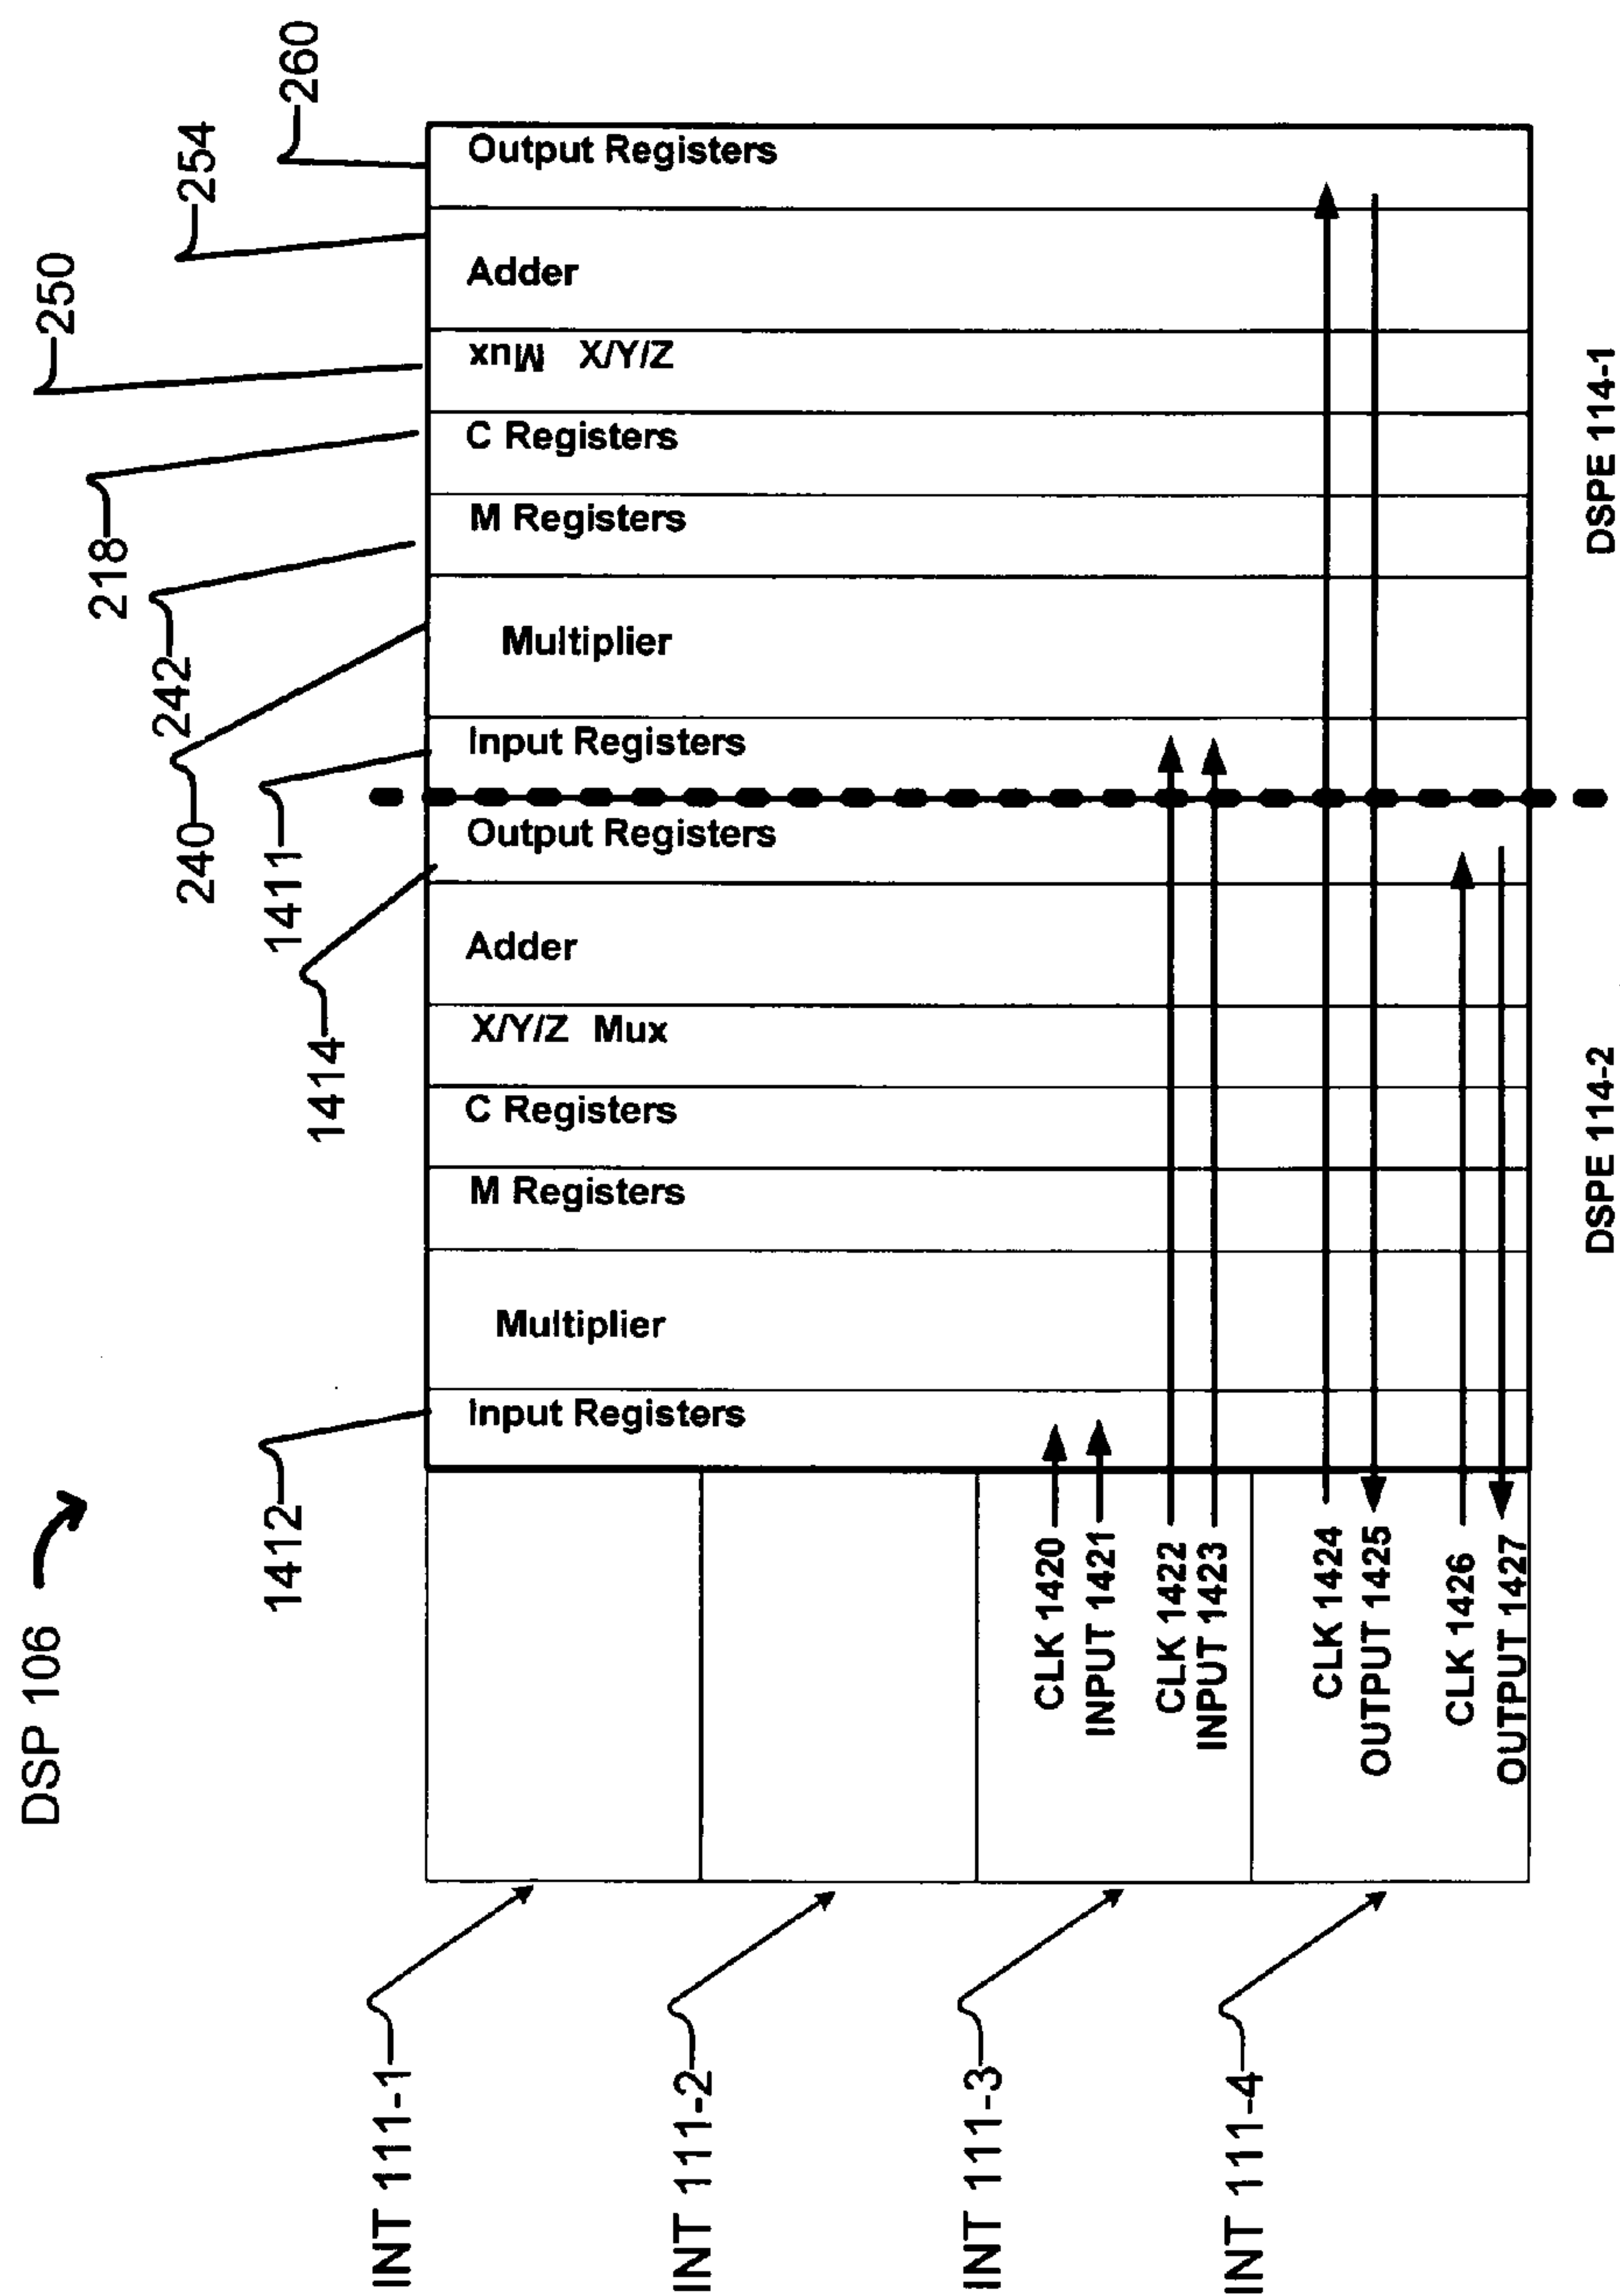 DSP 106
260
254
250
218
242
240
1411
1414
1412
Output Registers
Adder
X/Y/Z Mux
C Registers
M Registers
Multiplier
Input Registers
Output Registers
Adder
X/Y/Z Mux
C Registers
M Registers
Multiplier
Input Registers
DSPE 114-1
DSPE 114-2
CLK 1420
INPUT 1421
CLK 1422
INPUT 1423
CLK 1424
OUTPUT 1425
CLK 1426
OUTPUT 1427
INT 111-1
INT 111-2
INT 111-3
INT 111-4